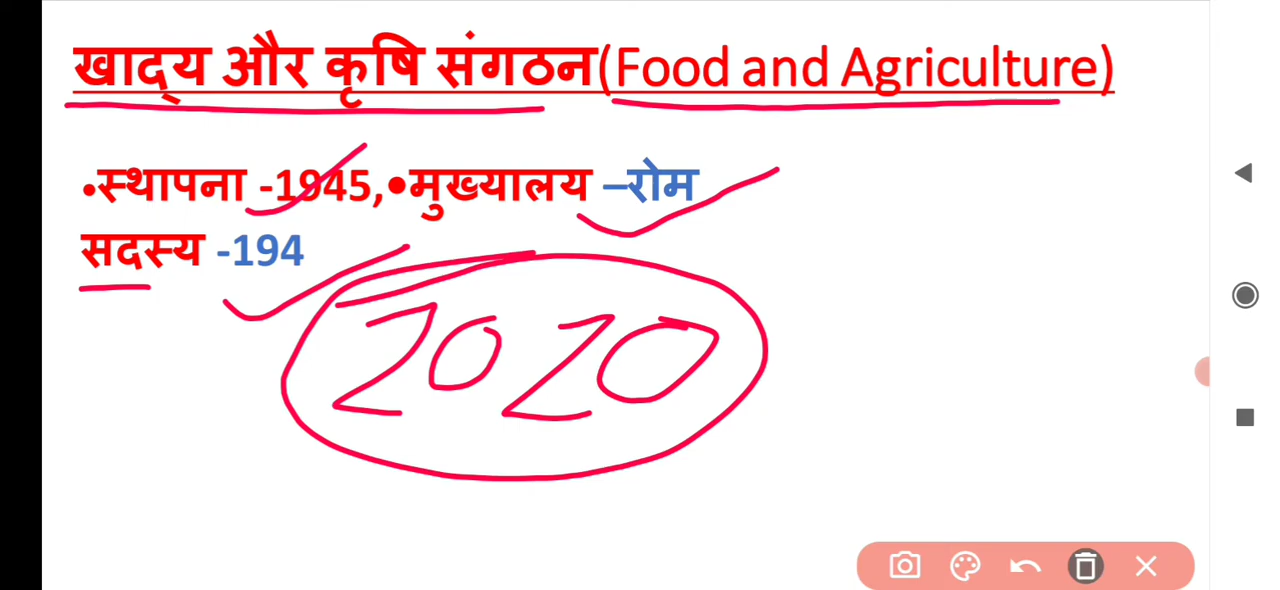 खाद्य और कृषि संगठन(Food and Agriculture)
•स्थापना -1945,•मुख्यालय –रोम
सदस्य -194
2020